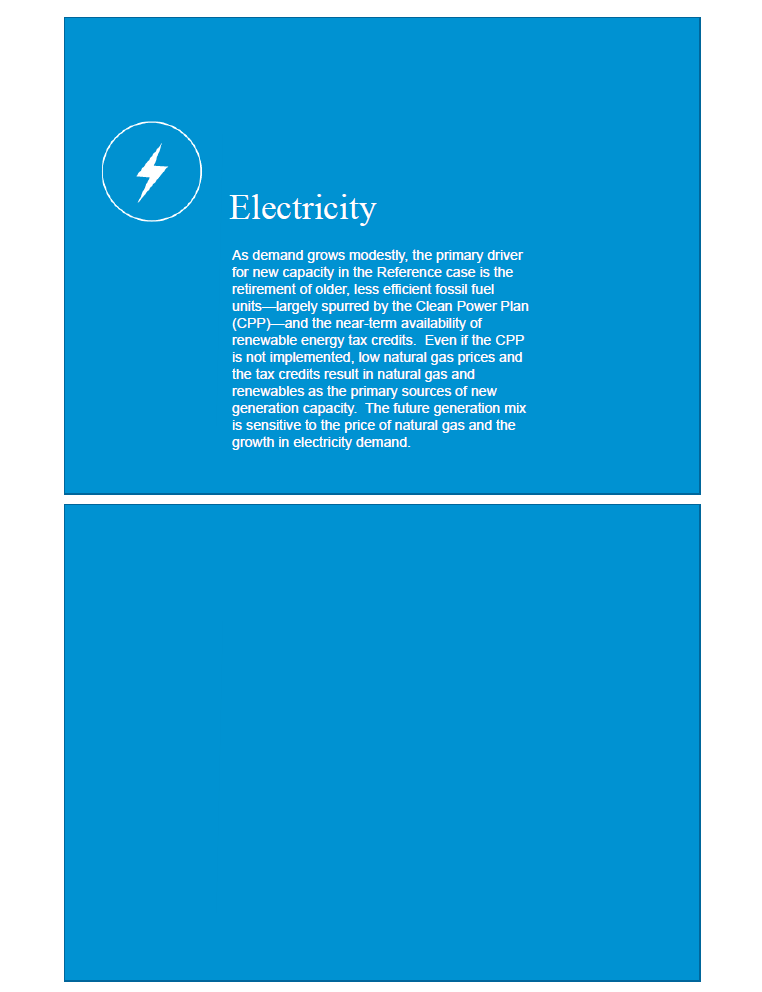 Electricity
As demand grows modestly, the primary driver
for new capacity in the Reference case is the
retirement of older, less efficient fossil fuel
units—largely spurred by the Clean Power Plan
(CPP)—and the near-term availability of
renewable energy tax credits.  Even if the CPP
is not implemented, low natural gas prices and
the tax credits result in natural gas and
renewables as the primary sources of new
generation capacity.  The future generation mix
is sensitive to the price of natural gas and the
growth in electricity demand.